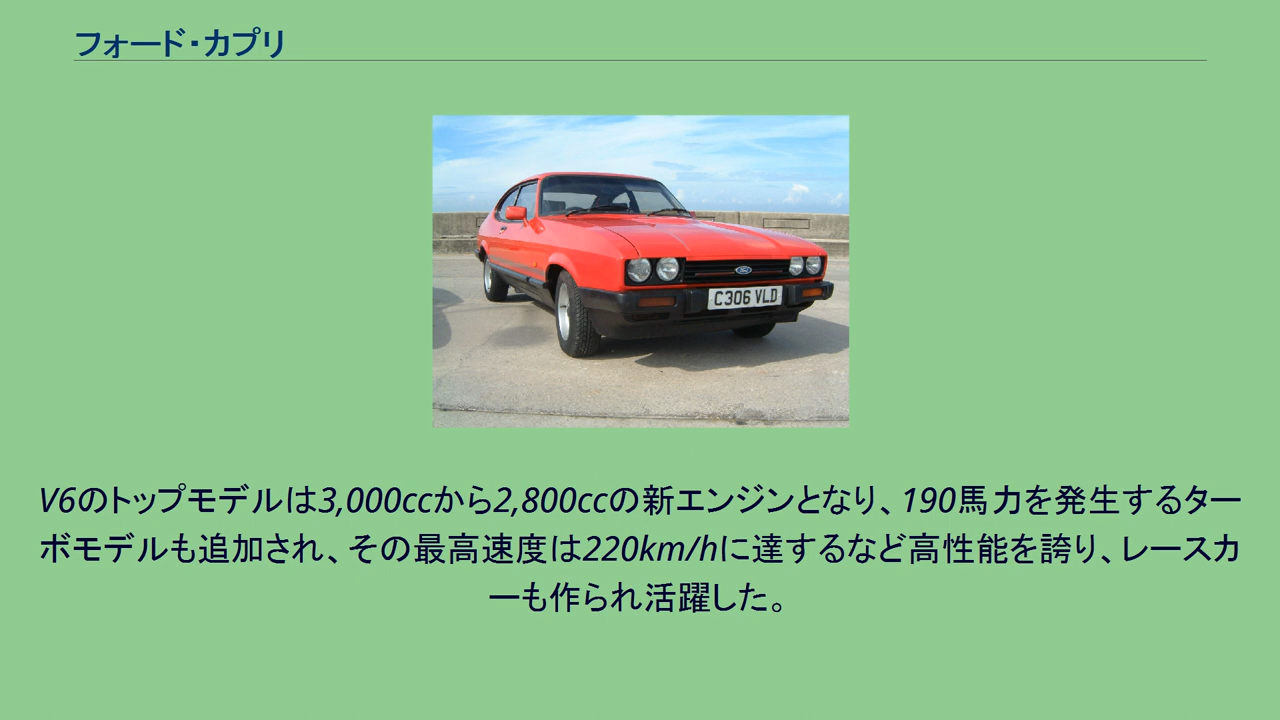 フォード・カプリ
Ford
C306 VLD
V6のトップモデルは3,000ccから2,800ccの新エンジンとなり、190馬力を発生するター
ボモデルも追加され、その最高速度は220km/hに達するなど高性能を誇り、レースカ
ーも作られ活躍した。